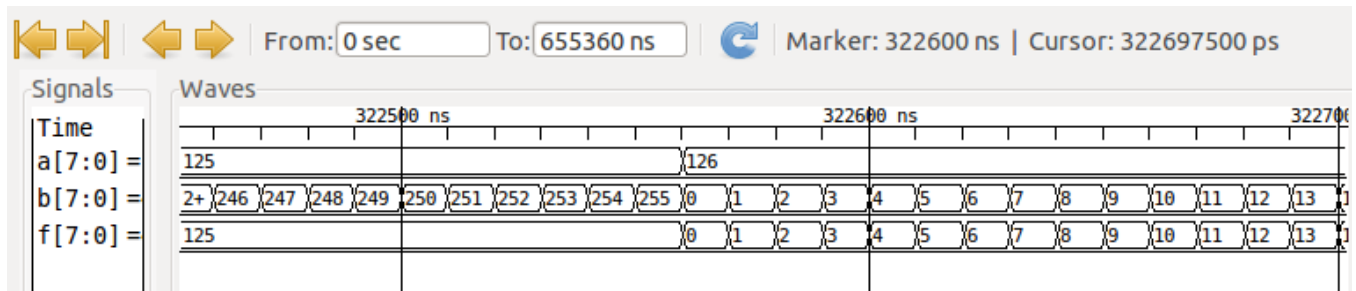 From: 0 sec To: 655360 ns Marker: 322600 ns | Cursor: 322697500 ps
Signals Waves
Time 322500 ns 322600 ns 32270
a[7:0] = 125 126
b[7:0] = 2+ 246 247 248 249 250 251 252 253 254 255 0 1 2 3 4 5 6 7 8 9 10 11 12 13 1
f[7:0] = 125 0 1 2 3 4 5 6 7 8 9 10 11 12 13 1